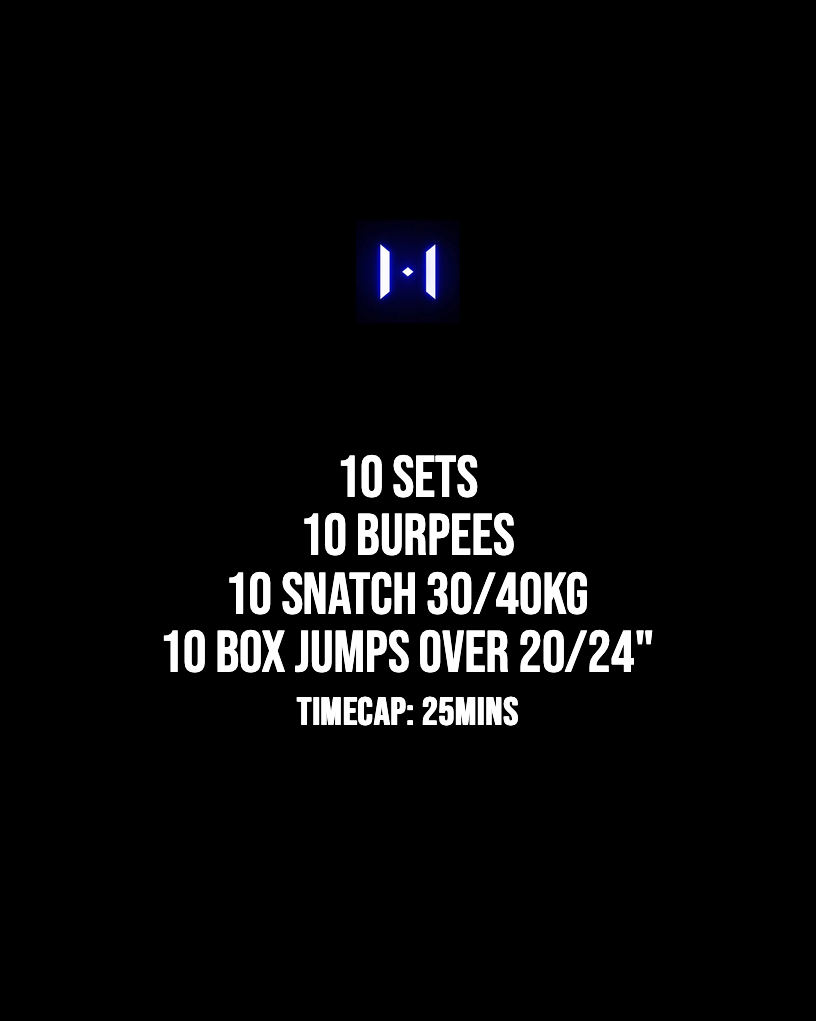 10 SETS
10 BURPEES
10 SNATCH 30/40KG
10 BOX JUMPS OVER 20/24"
TIMECAP: 25MINS